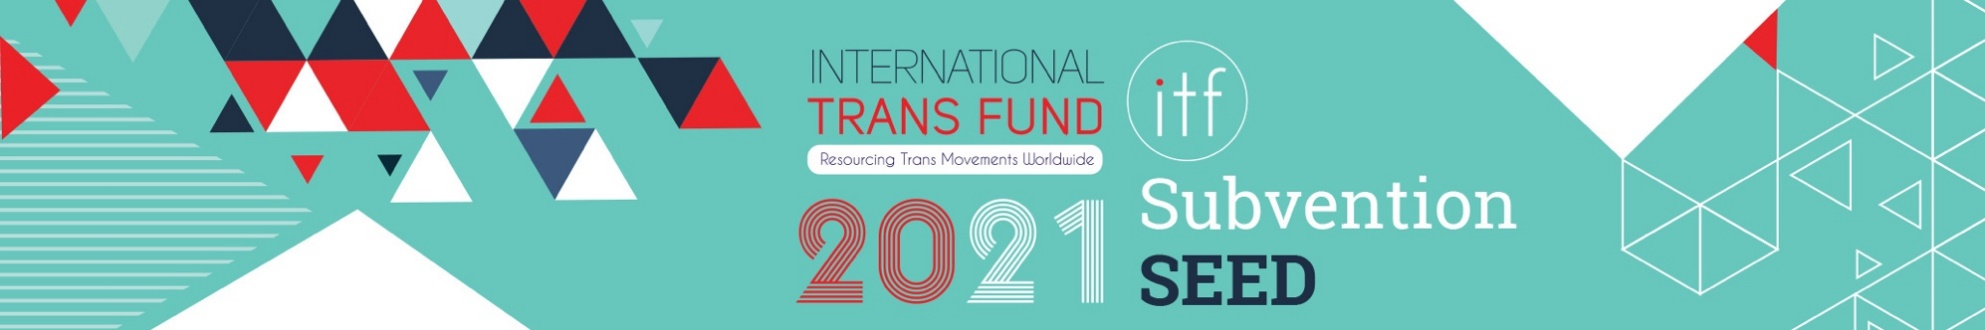 INTERNATIONAL
TRANS FUND
Resourcing Trans Movements Worldwide
itf
2021
Subvention
SEED